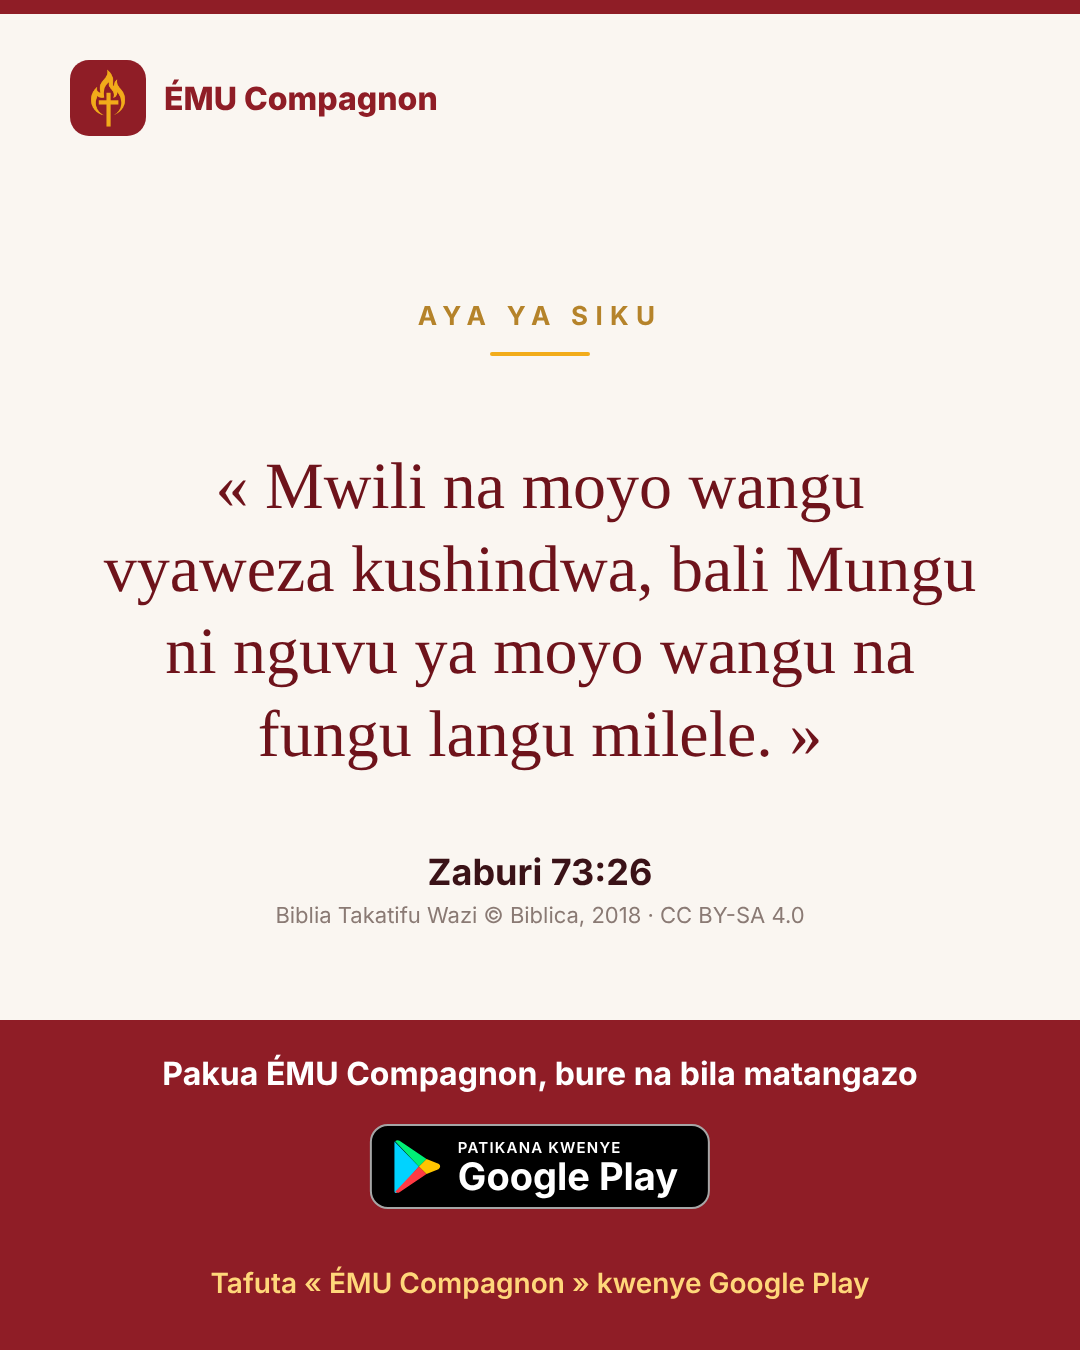 ÉMU Compagnon
AYA YA SIKU
« Mwili na moyo wangu
vyaweza kushindwa, bali Mungu
ni nguvu ya moyo wangu na
fungu langu milele. »
Zaburi 73:26
Biblia Takatifu Wazi © Biblica, 2018 · CC BY-SA 4.0
Pakua ÉMU Compagnon, bure na bila matangazo
PATIKANA KWENYE
Google Play
Tafuta « ÉMU Compagnon » kwenye Google Play